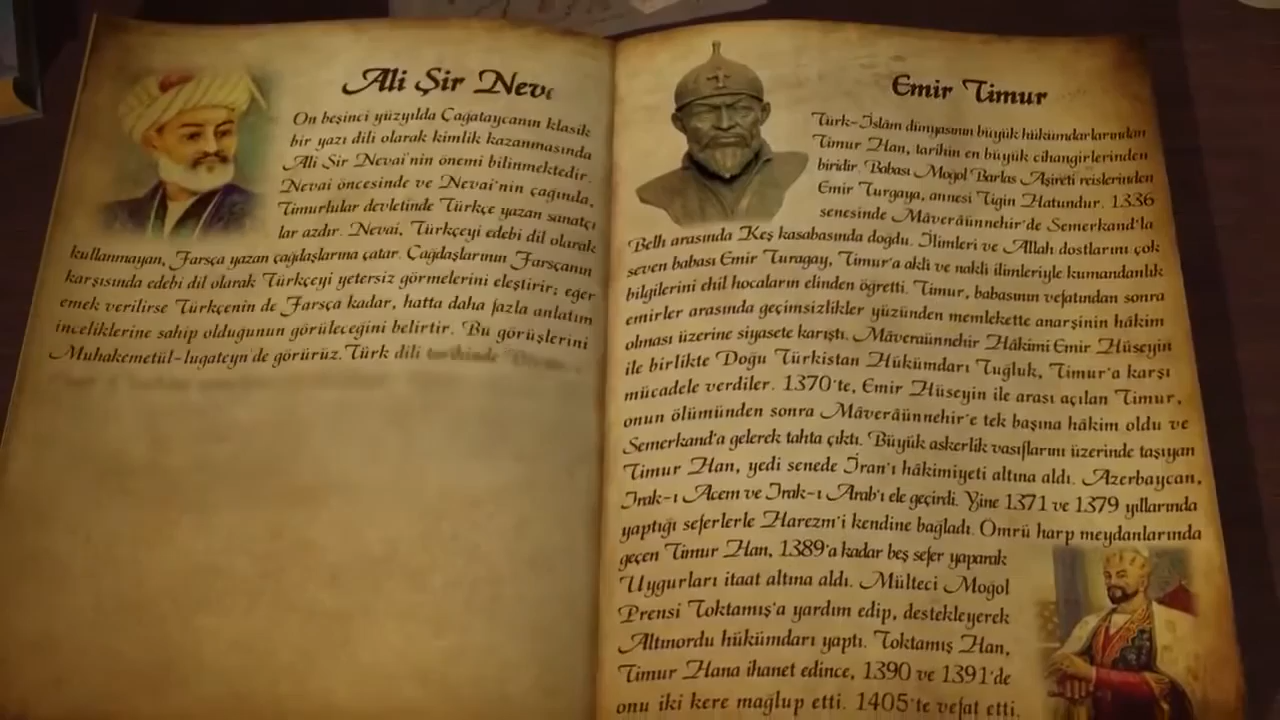 Ali Şir Neva
On beşinci yüzyılda Çağataycanın klasik
bir yazı dili olarak kimlik kazanmasında
Ali Şir Nevai'nin önemi bilinmektedir.
Nevai öncesinde ve Nevai'nin çağında,
Timurlular devletinde Türkçe yazan sanatçı
lar azdır. Nevai, Türkçeyi edebi dil olarak
kullanmayan, Farsça yazan çağdaşlarına çatar. Çağdaşlarının Farsçanın
karşısında edebi dil olarak Türkçeyi yetersiz görmelerini eleştirir; eğer
emek verilirse Türkçenin de Farsça kadar, hatta daha fazla anlatım
inceliklerine sahip olduğunun görüleceğini belirtir. Bu görüşlerini
Muhakemetül-lugateyn'de görürüz. Türk dili tarihinde
Emir Timur
Türk-İslâm dünyasının büyük hükümdarlarından
Timur Han, tarihin en büyük cihangirlerinden
biridir. Babası Moğol Barlas Aşireti reislerinden
Emir Turgaya, annesi Tigin Hatundur. 1336
senesinde Mâverâünnehir'de Semerkand'la
Belh arasında Keş kasabasında doğdu. İlimleri ve Allah dostlarını çok
seven babası Emir Turagay, Timur'a akli ve nakli ilimleriyle kumandanlık
bilgilerini ehil hocaların elinden öğretti. Timur, babasının vefatından sonra
emirler arasında geçimsizlikler yüzünden memlekette anarşinin hâkim
olması üzerine siyasete karıştı. Mâveraünnehir Hâkimi Emir Hüseyin
ile birlikte Doğu Türkistan Hükümdarı Tuğluk, Timur'a karşı
mücadele verdiler. 1370'te, Emir Hüseyin ile arası açılan Timur,
onun ölümünden sonra Mâverâünnehir'e tek başına hâkim oldu ve
Semerkand'a gelerek tahta çıktı. Büyük askerlik vasıflarını üzerinde taşıyan
Timur Han, yedi senede İran'ı hâkimiyeti altına aldı. Azerbaycan,
Irak-ı Acem ve Irak-ı Arab'ı ele geçirdi. Yine 1371 ve 1379 yıllarında
yaptığı seferlerle Harezm'i kendine bağladı. Ömrü harp meydanlarında
geçen Timur Han, 1389'a kadar beş sefer yaparak
Uygurları itaat altına aldı. Mülteci Moğol
Prensi Toktamış'a yardım edip, destekleyerek
Altınordu hükümdarı yaptı. Toktamış Han,
Timur Hana ihanet edince, 1390 ve 1391'de
onu iki kere mağlup etti. 1405'te vefat etti.